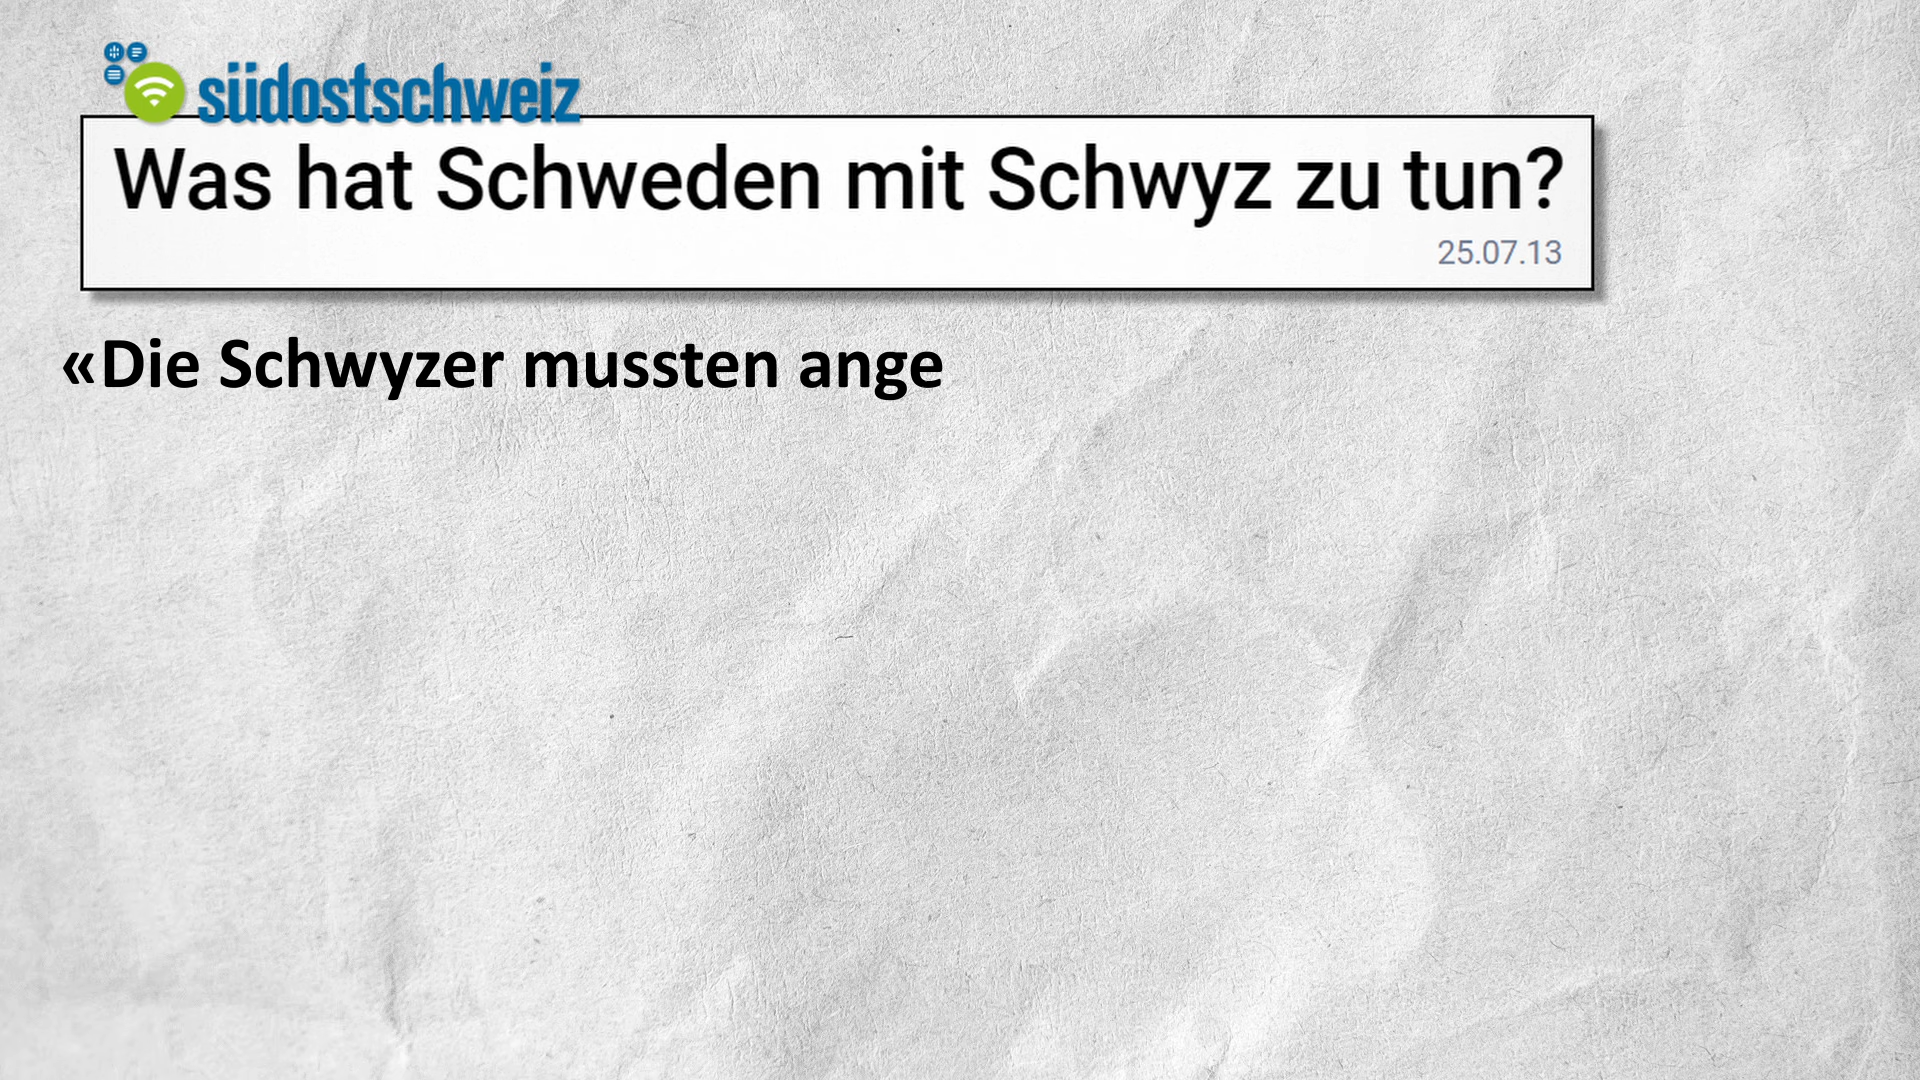 südostschweiz
Was hat Schweden mit Schwyz zu tun?
25.07.13
«Die Schwyzer mussten ange